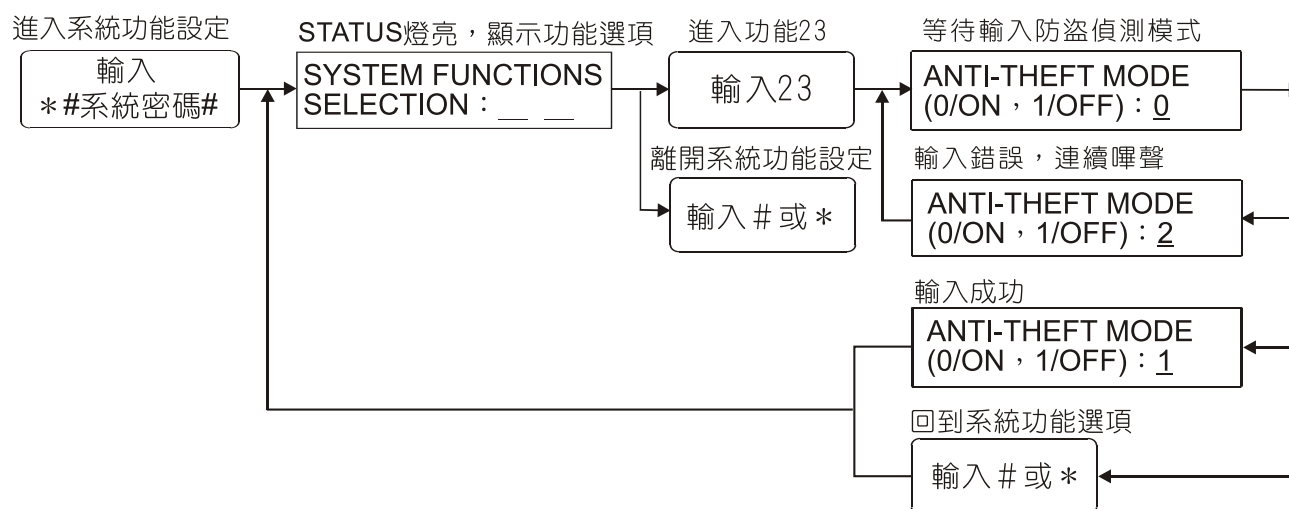 進入系統功能設定
輸入
*#系統密碼#
STATUS燈亮，顯示功能選項
SYSTEM FUNCTIONS
SELECTION：__ __
進入功能23
輸入23
離開系統功能設定
輸入#或*
等待輸入防盜偵測模式
ANTI-THEFT MODE
(0/ON，1/OFF)：0
輸入錯誤，連續嗶聲
ANTI-THEFT MODE
(0/ON，1/OFF)：2
輸入成功
ANTI-THEFT MODE
(0/ON，1/OFF)：1
回到系統功能選項
輸入#或*